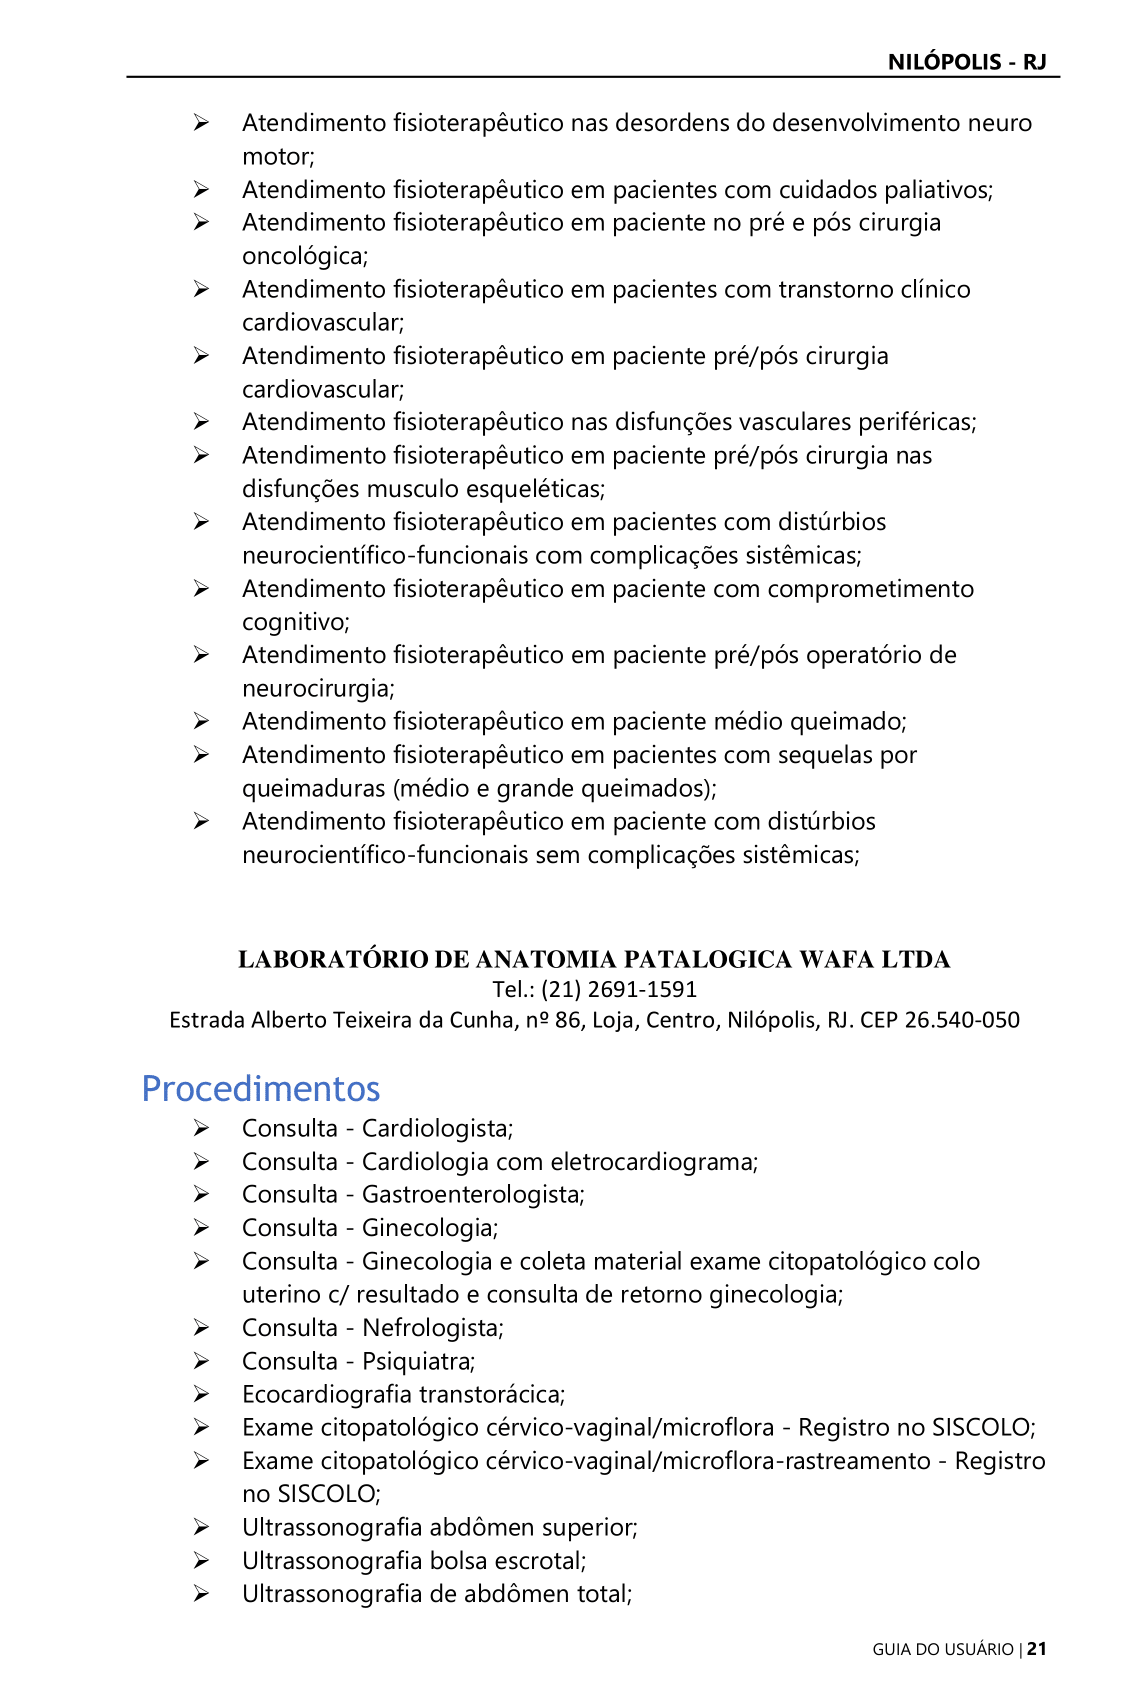 NILÓPOLIS - RJ
➢ Atendimento fisioterapêutico nas desordens do desenvolvimento neuro
motor;
➢ Atendimento fisioterapêutico em pacientes com cuidados paliativos;
➢ Atendimento fisioterapêutico em paciente no pré e pós cirurgia
oncológica;
➢ Atendimento fisioterapêutico em pacientes com transtorno clínico
cardiovascular;
➢ Atendimento fisioterapêutico em paciente pré/pós cirurgia
cardiovascular;
➢ Atendimento fisioterapêutico nas disfunções vasculares periféricas;
➢ Atendimento fisioterapêutico em paciente pré/pós cirurgia nas
disfunções musculo esqueléticas;
➢ Atendimento fisioterapêutico em pacientes com distúrbios
neurocientífico-funcionais com complicações sistêmicas;
➢ Atendimento fisioterapêutico em paciente com comprometimento
cognitivo;
➢ Atendimento fisioterapêutico em paciente pré/pós operatório de
neurocirurgia;
➢ Atendimento fisioterapêutico em paciente médio queimado;
➢ Atendimento fisioterapêutico em pacientes com sequelas por
queimaduras (médio e grande queimados);
➢ Atendimento fisioterapêutico em paciente com distúrbios
neurocientífico-funcionais sem complicações sistêmicas;
LABORATÓRIO DE ANATOMIA PATALOGICA WAFA LTDA
Tel.: (21) 2691-1591
Estrada Alberto Teixeira da Cunha, nº 86, Loja, Centro, Nilópolis, RJ. CEP 26.540-050
Procedimentos
➢ Consulta - Cardiologista;
➢ Consulta - Cardiologia com eletrocardiograma;
➢ Consulta - Gastroenterologista;
➢ Consulta - Ginecologia;
➢ Consulta - Ginecologia e coleta material exame citopatológico colo
uterino c/ resultado e consulta de retorno ginecologia;
➢ Consulta - Nefrologista;
➢ Consulta - Psiquiatra;
➢ Ecocardiografia transtorácica;
➢ Exame citopatológico cérvico-vaginal/microflora - Registro no SISCOLO;
➢ Exame citopatológico cérvico-vaginal/microflora-rastreamento - Registro
no SISCOLO;
➢ Ultrassonografia abdômen superior;
➢ Ultrassonografia bolsa escrotal;
➢ Ultrassonografia de abdômen total;
GUIA DO USUÁRIO | 21